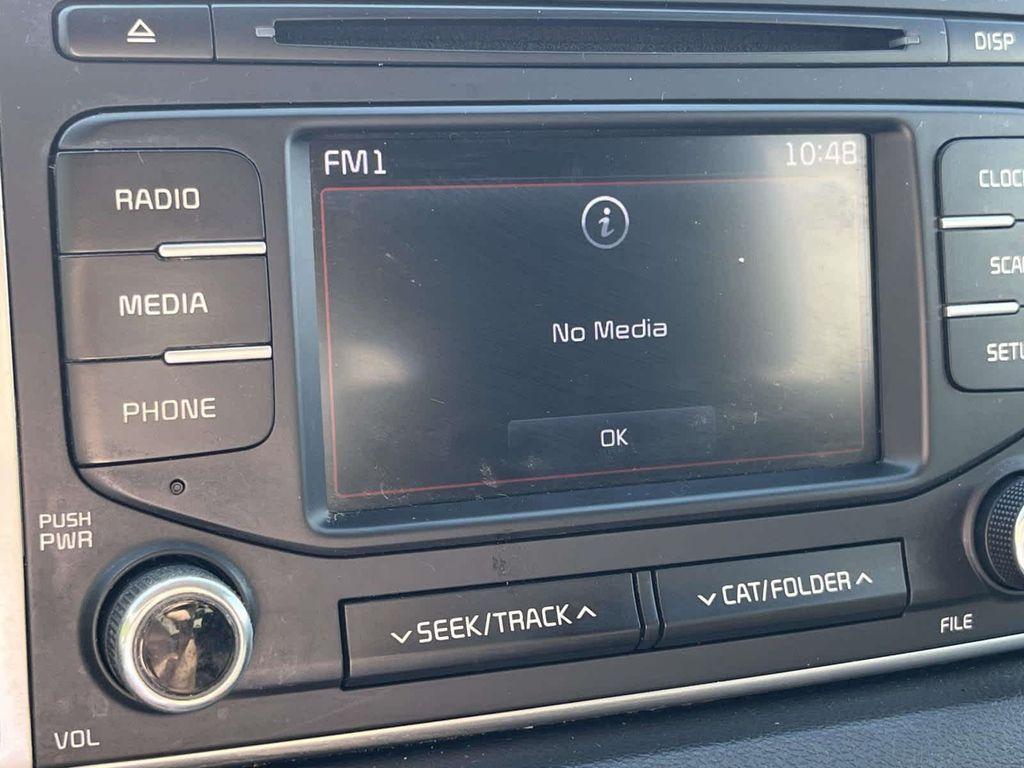 DISP
FM1
10:48
RADIO
MEDIA
PHONE
i
No Media
OK
PUSH
PWR
SEEK/TRACK
CAT/FOLDER
FILE
VOL